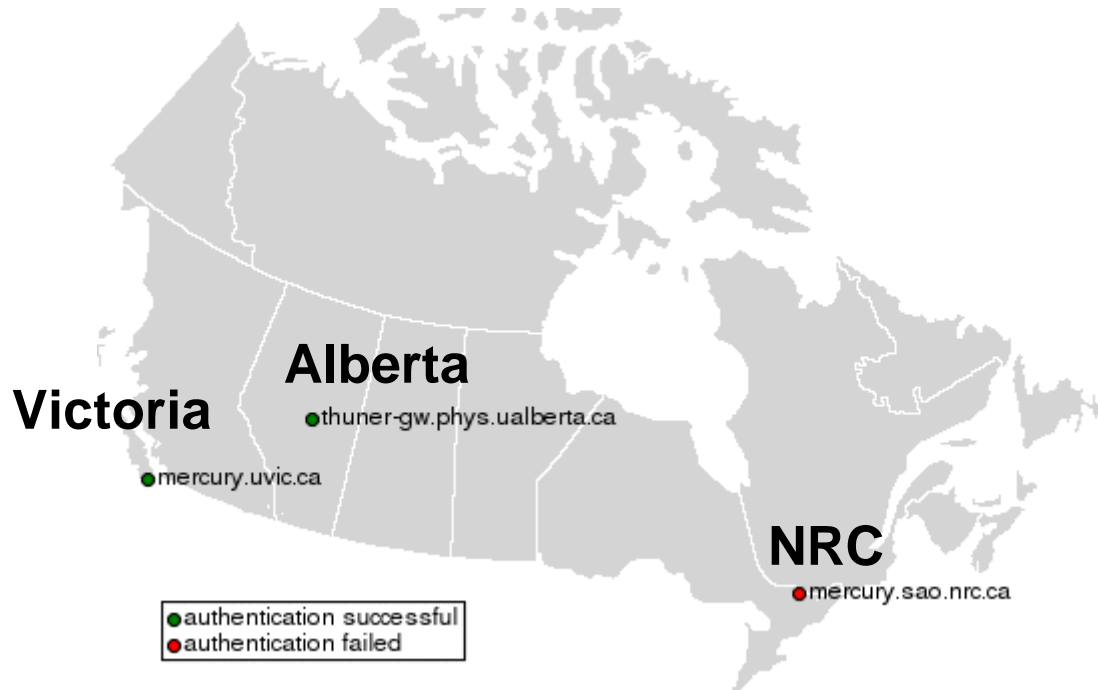 Alberta
Victoria
thuner-gw.phys.ualberta.ca
mercury.uvic.ca
NRC
mercury.sao.nrc.ca
authentication successful
authentication failed